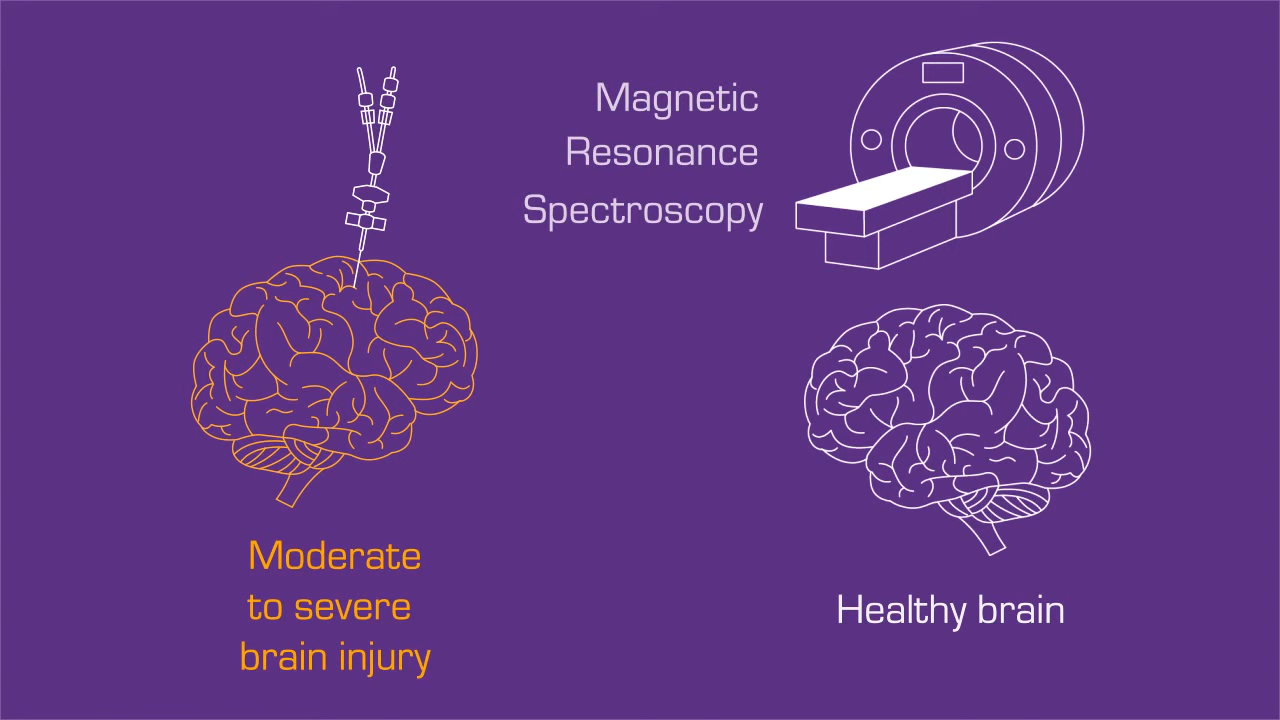 Magnetic
Resonance
Spectroscopy
Moderate
to severe
brain injury
Healthy brain